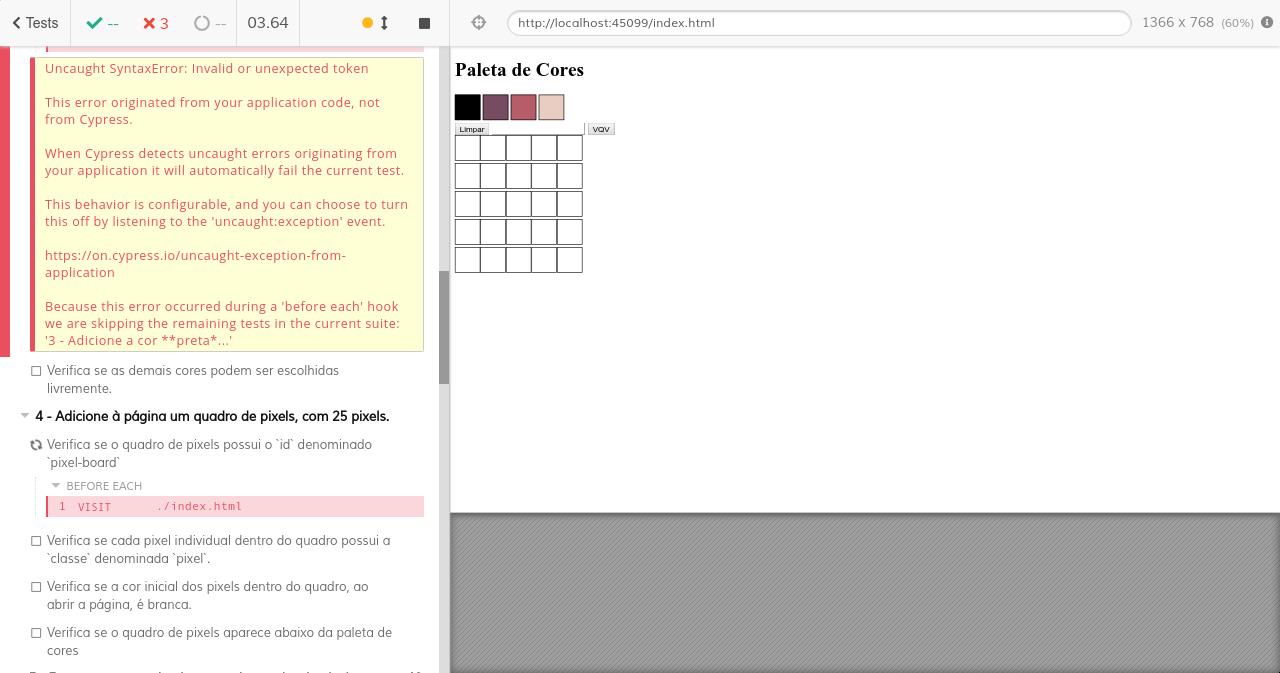 Tests
--
3
--
03.64
http://localhost:45099/index.html
1366 x 768 (60%)
Uncaught SyntaxError: Invalid or unexpected token
This error originated from your application code, not
from Cypress.
When Cypress detects uncaught errors originating from
your application it will automatically fail the current test.
This behavior is configurable, and you can choose to turn
this off by listening to the 'uncaught:exception' event.
https://on.cypress.io/uncaught-exception-from-
application
Because this error occurred during a 'before each' hook
we are skipping the remaining tests in the current suite:
'3 - Adicione a cor **preta*...'
Verifica se as demais cores podem ser escolhidas
livremente.
4 - Adicione à página um quadro de pixels, com 25 pixels.
Verifica se o quadro de pixels possui o `id` denominado
`pixel-board`
BEFORE EACH
1 VISIT ./index.html
Verifica se cada pixel individual dentro do quadro possui a
`classe` denominada `pixel`.
Verifica se a cor inicial dos pixels dentro do quadro, ao
abrir a página, é branca.
Verifica se o quadro de pixels aparece abaixo da paleta de
cores
Paleta de Cores
Limpar
VQV